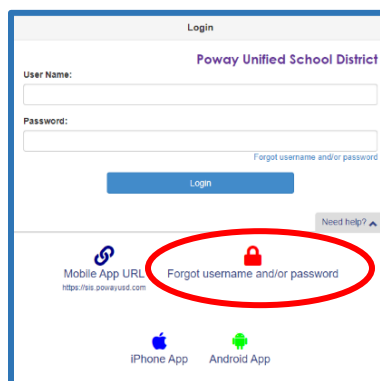 Login
Poway Unified School District
User Name:
Password:
Forgot username and/or password
Login
Need help?
Mobile App URL
https://sis.powayusd.com
Forgot username and/or password
iPhone App
Android App